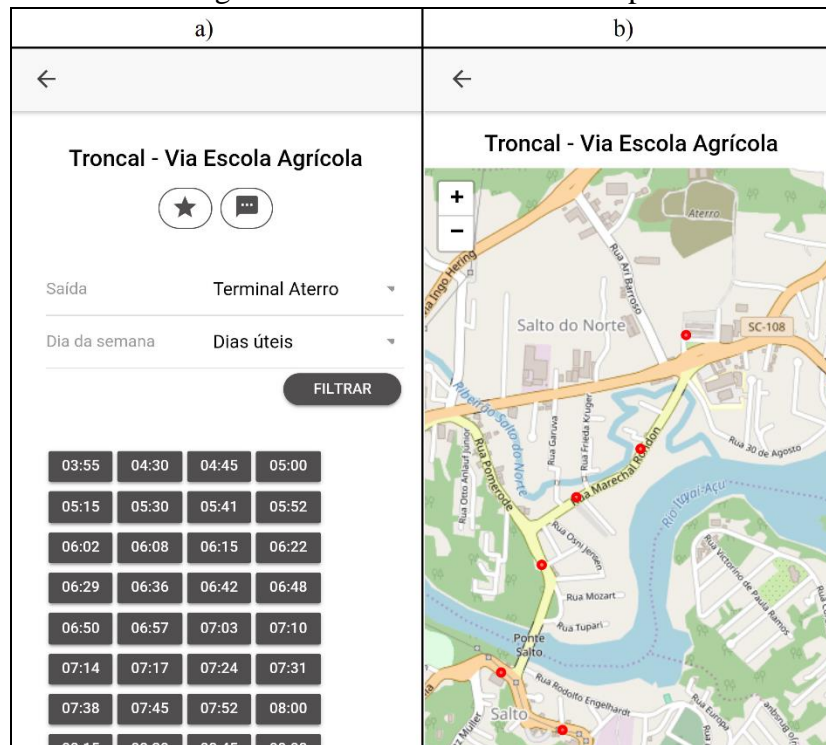 a)
b)
Troncal - Via Escola Agrícola
Saída Terminal Aterro
Dia da semana Dias úteis
FILTRAR
03:55 04:30 04:45 05:00
05:15 05:30 05:41 05:52
06:02 06:08 06:15 06:22
06:29 06:36 06:42 06:48
06:50 06:57 07:03 07:10
07:14 07:17 07:24 07:31
07:38 07:45 07:52 08:00
Troncal - Via Escola Agrícola
+
−
Aterro
Rua Ari Barroso
Ingo Hering
Salto do Norte
SC-108
Ribeirão Salto do Norte
Rua Garuva
Rua Frieda Kruger
Rua Otto Anlauf Junior
Rua Pomerode
Rua Marechal Rondon
Rua 30 de Agosto
Rua Osni Jensen
Rua Victorino de Paula Ramos
Rua Mozart
Rua Tupari
Ponte
Salto
Rua Rodolfo Engelhardt
Salto
Rua Europa